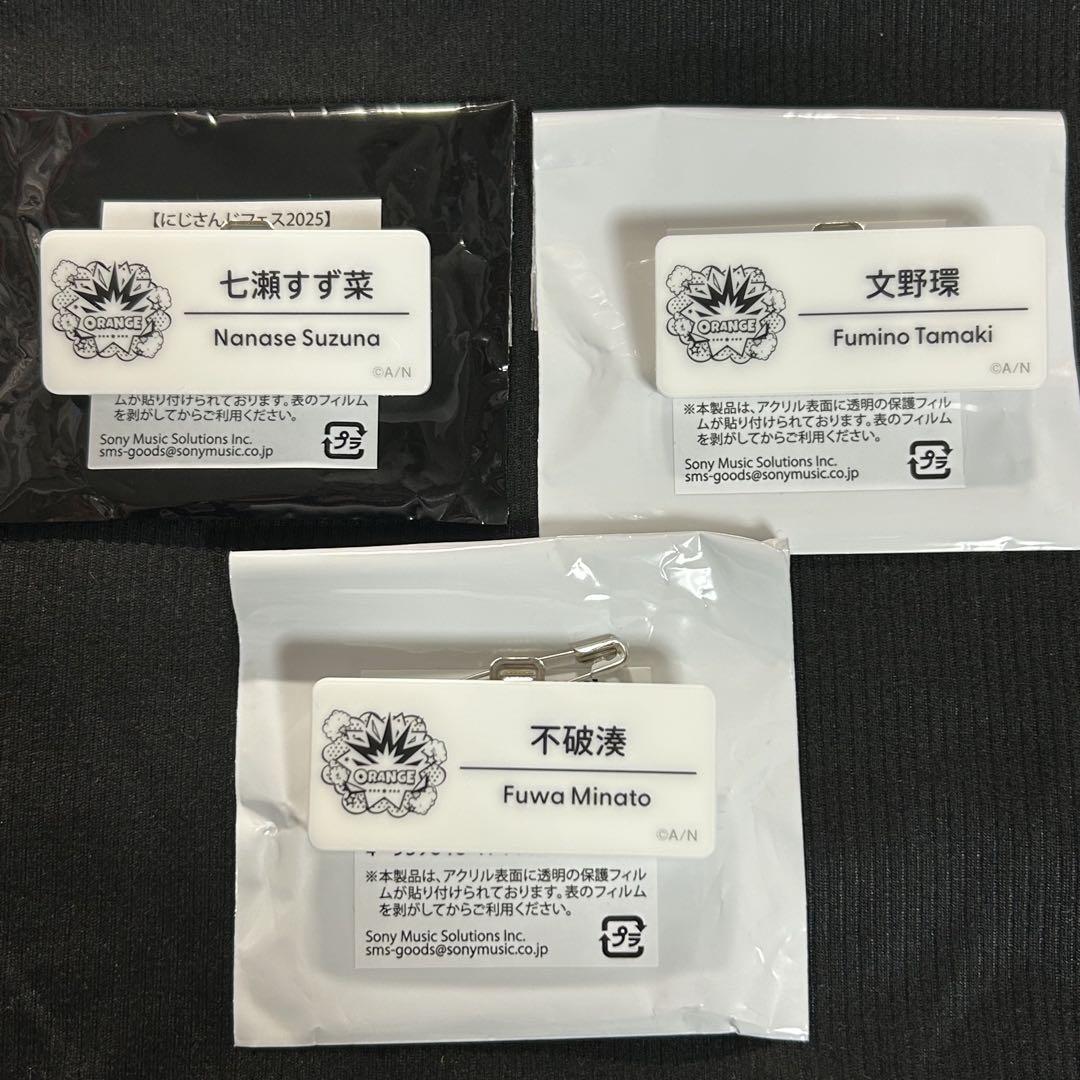 【にじさんじフェス2025】
ORANGE
七瀬すず菜
Nanase Suzuna
©A/N
ムが貼り付けられております。表のフィルム
を剥がしてからご利用ください。
Sony Music Solutions Inc.
sms-goods@sonymusic.co.jp
プラ
ORANGE
文野環
Fumino Tamaki
©A/N
※本製品は、アクリル表面に透明の保護フィル
ムが貼り付けられております。表のフィルム
を剥がしてからご利用ください。
Sony Music Solutions Inc.
sms-goods@sonymusic.co.jp
プラ
ORANGE
不破湊
Fuwa Minato
©A/N
※本製品は、アクリル表面に透明の保護フィル
ムが貼り付けられております。表のフィルム
を剥がしてからご利用ください。
Sony Music Solutions Inc.
sms-goods@sonymusic.co.jp
プラ